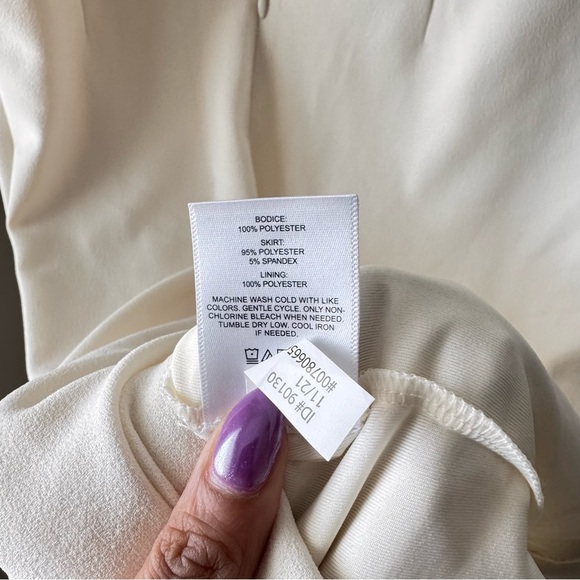 BODICE:
100% POLYESTER
SKIRT:
95% POLYESTER
5% SPANDEX
LINING:
100% POLYESTER
MACHINE WASH COLD WITH LIKE
COLORS. GENTLE CYCLE. ONLY NON-
CHLORINE BLEACH WHEN NEEDED.
TUMBLE DRY LOW. COOL IRON
IF NEEDED.
ID# 90130
11/21
#00780665